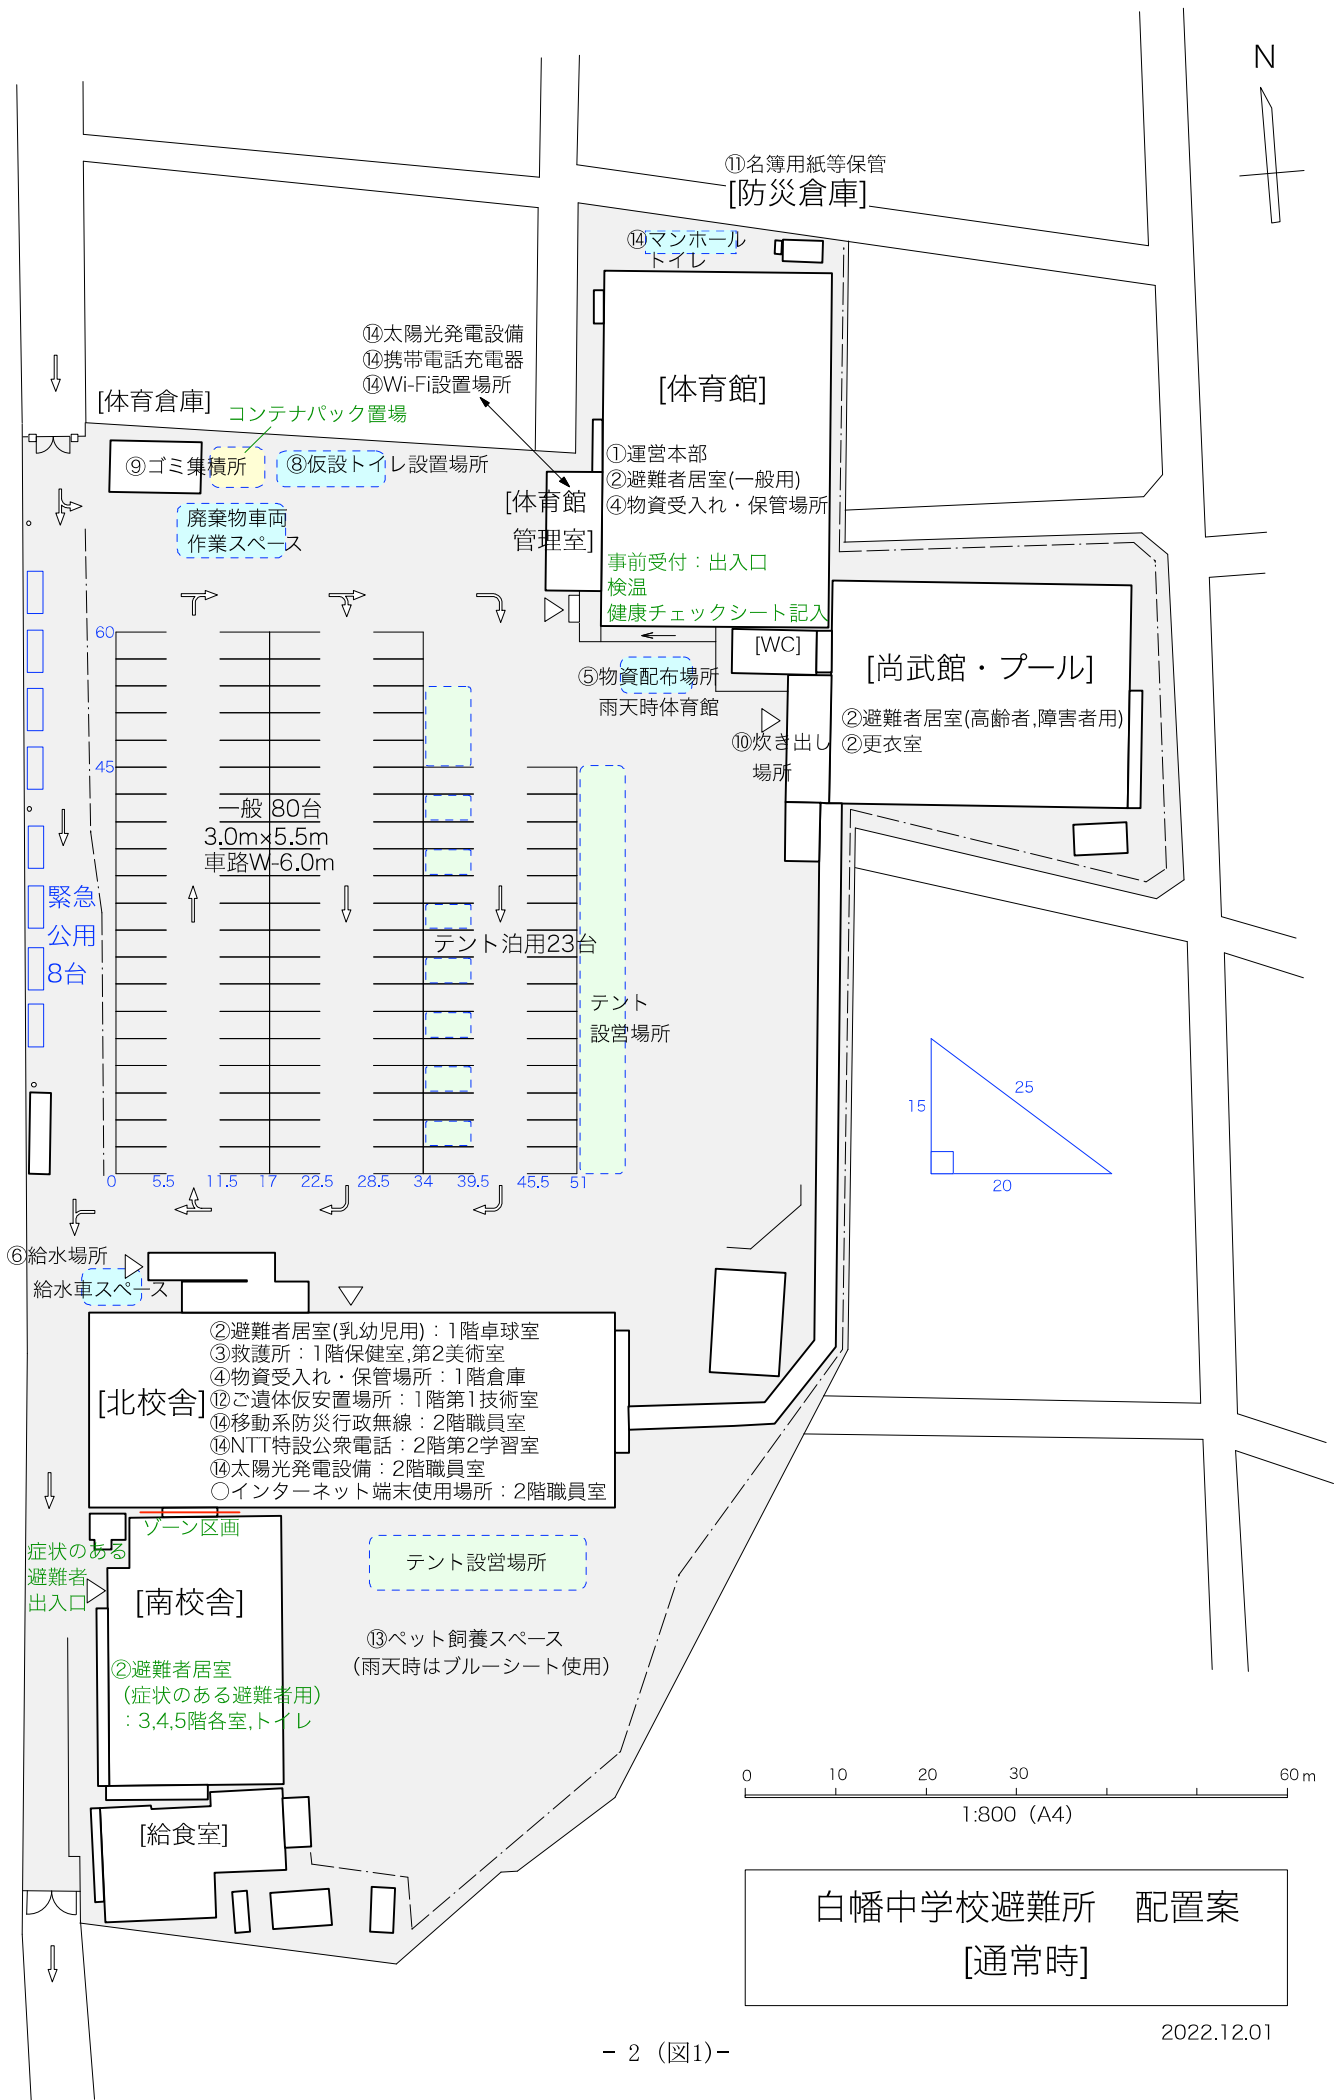 N
⑪名簿用紙等保管
[防災倉庫]
⑭マンホール
トイレ
⑭太陽光発電設備
⑭携帯電話充電器
⑭Wi-Fi設置場所
[体育館]
[体育倉庫]
コンテナパック置場
⑨ゴミ集積所
⑧仮設トイレ設置場所
①運営本部
②避難者居室(一般用)
④物資受入れ・保管場所
[体育館
管理室]
廃棄物車両
作業スペース
事前受付：出入口
検温
健康チェックシート記入
60
[WC]
[尚武館・プール]
⑤物資配布場所
雨天時体育館
②避難者居室(高齢者,障害者用)
②更衣室
⑩炊き出し
場所
45
一般 80台
3.0m×5.5m
車路W-6.0m
緊急
公用
8台
テント泊用23台
テント
設営場所
15
25
20
0
5.5
11.5
17
22.5
28.5
34
39.5
45.5
51
⑥給水場所
給水車スペース
[北校舎]
②避難者居室(乳幼児用)：1階卓球室
③救護所：1階保健室,第2美術室
④物資受入れ・保管場所：1階倉庫
⑫ご遺体仮安置場所：1階第1技術室
⑭移動系防災行政無線：2階職員室
⑭NTT特設公衆電話：2階第2学習室
⑭太陽光発電設備：2階職員室
○インターネット端末使用場所：2階職員室
ゾーン区画
症状のある
避難者
出入口
テント設営場所
[南校舎]
⑬ペット飼養スペース
(雨天時はブルーシート使用)
②避難者居室
(症状のある避難者用)
：3,4,5階各室,トイレ
[給食室]
0
10
20
30
60 m
1:800 (A4)
白幡中学校避難所　配置案
[通常時]
2022.12.01
− 2 (図1)−